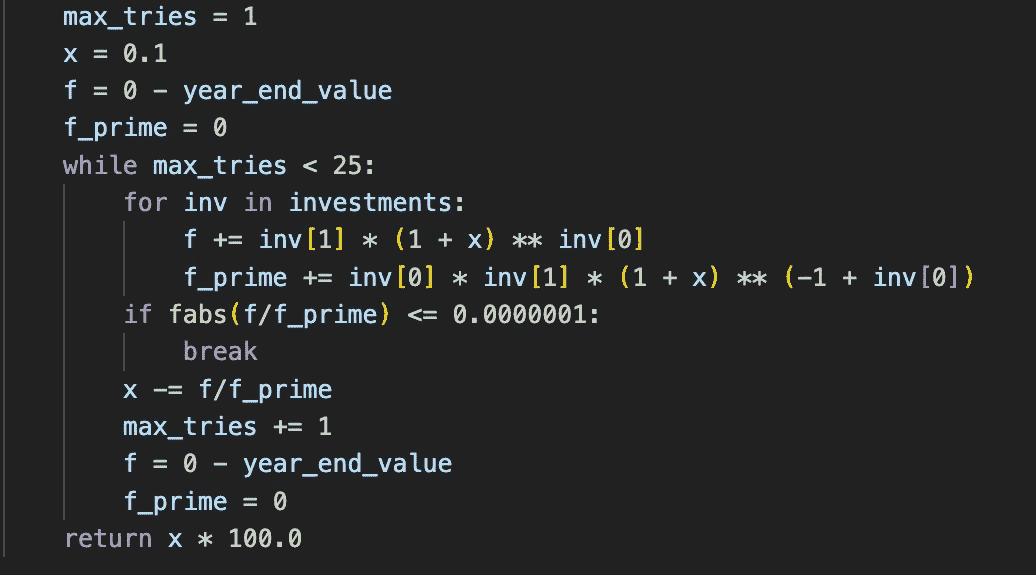 max_tries = 1
x = 0.1
f = 0 - year_end_value
f_prime = 0
while max_tries < 25:
    for inv in investments:
        f += inv[1] * (1 + x) ** inv[0]
        f_prime += inv[0] * inv[1] * (1 + x) ** (-1 + inv[0])
    if fabs(f/f_prime) <= 0.0000001:
        break
    x -= f/f_prime
    max_tries += 1
    f = 0 - year_end_value
    f_prime = 0
return x * 100.0